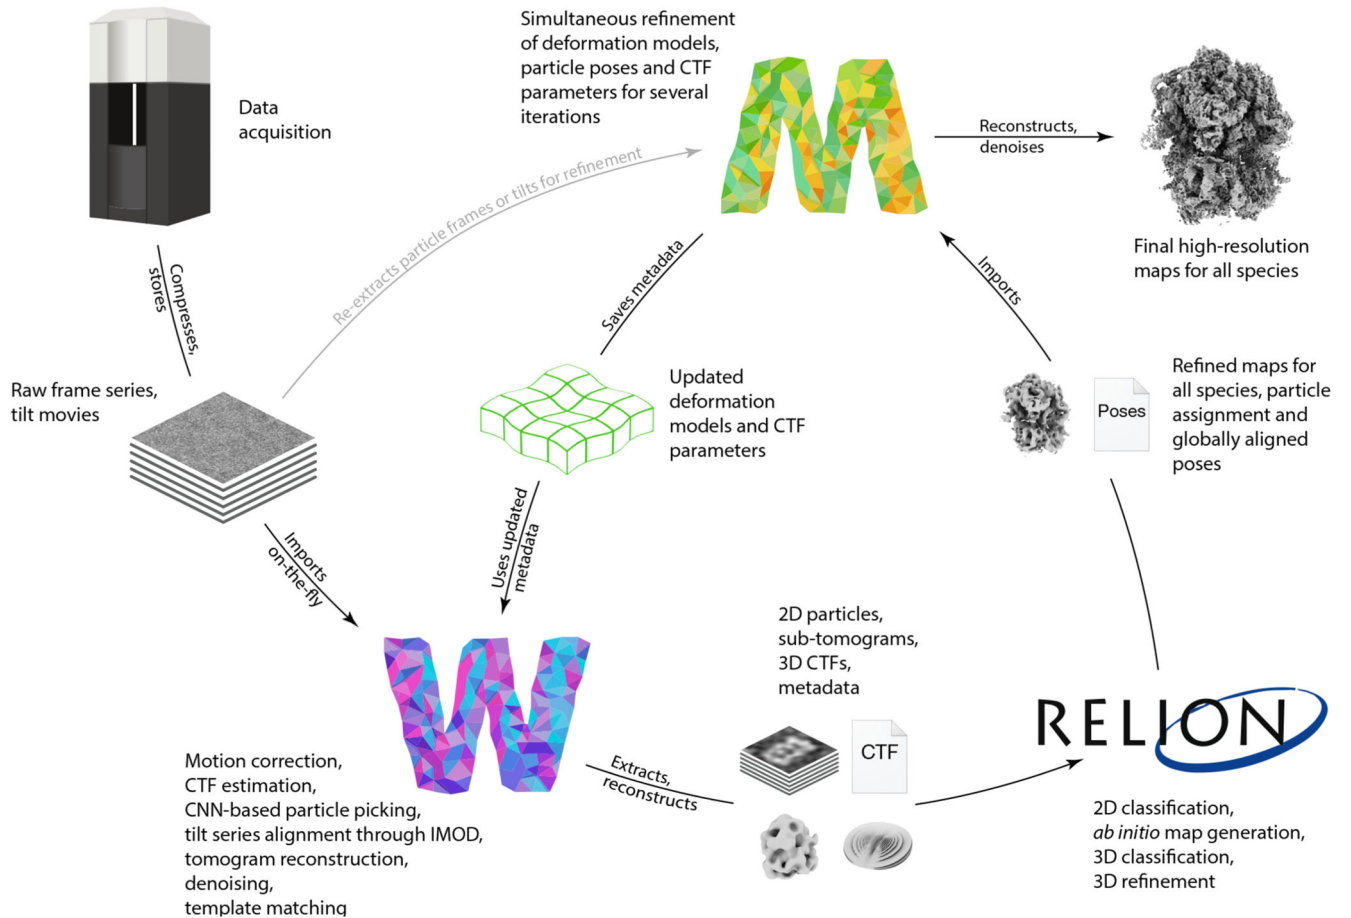 Simultaneous refinement
of deformation models,
particle poses and CTF
parameters for several
iterations
Data
acquisition
Reconstructs,
denoises
Re-extracts particle frames or tilts for refinement
Final high-resolution
maps for all species
Compresses,
stores
Saves metadata
Imports
Raw frame series,
tilt movies
Updated
deformation
models and CTF
parameters
Poses
Refined maps for
all species, particle
assignment and
globally aligned
poses
Imports
on-the-fly
Uses updated
metadata
2D particles,
sub-tomograms,
3D CTFs,
metadata
W
M
RELION
CTF
Extracts,
reconstructs
Motion correction,
CTF estimation,
CNN-based particle picking,
tilt series alignment through IMOD,
tomogram reconstruction,
denoising,
template matching
2D classification,
ab initio map generation,
3D classification,
3D refinement